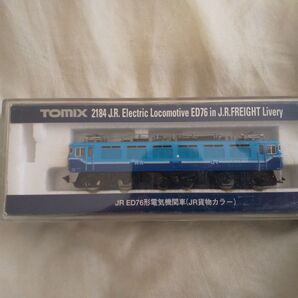 TOMIX 2184 J.R. Electric Locomotive ED76 in J.R.FREIGHT Livery
JR ED76形電気機関車(JR貨物カラー)